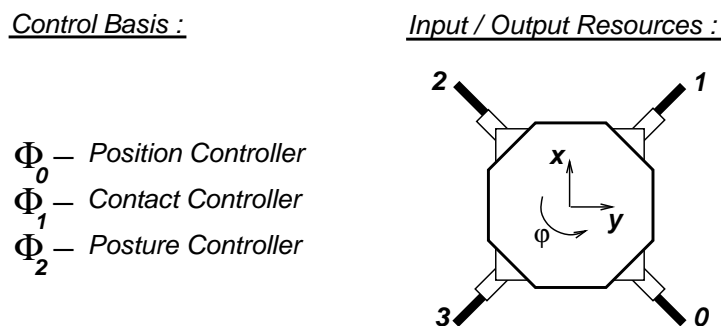 Control Basis :
Φ0 – Position Controller
Φ1 – Contact Controller
Φ2 – Posture Controller
Input / Output Resources :
2 1
x
y
φ
3 0